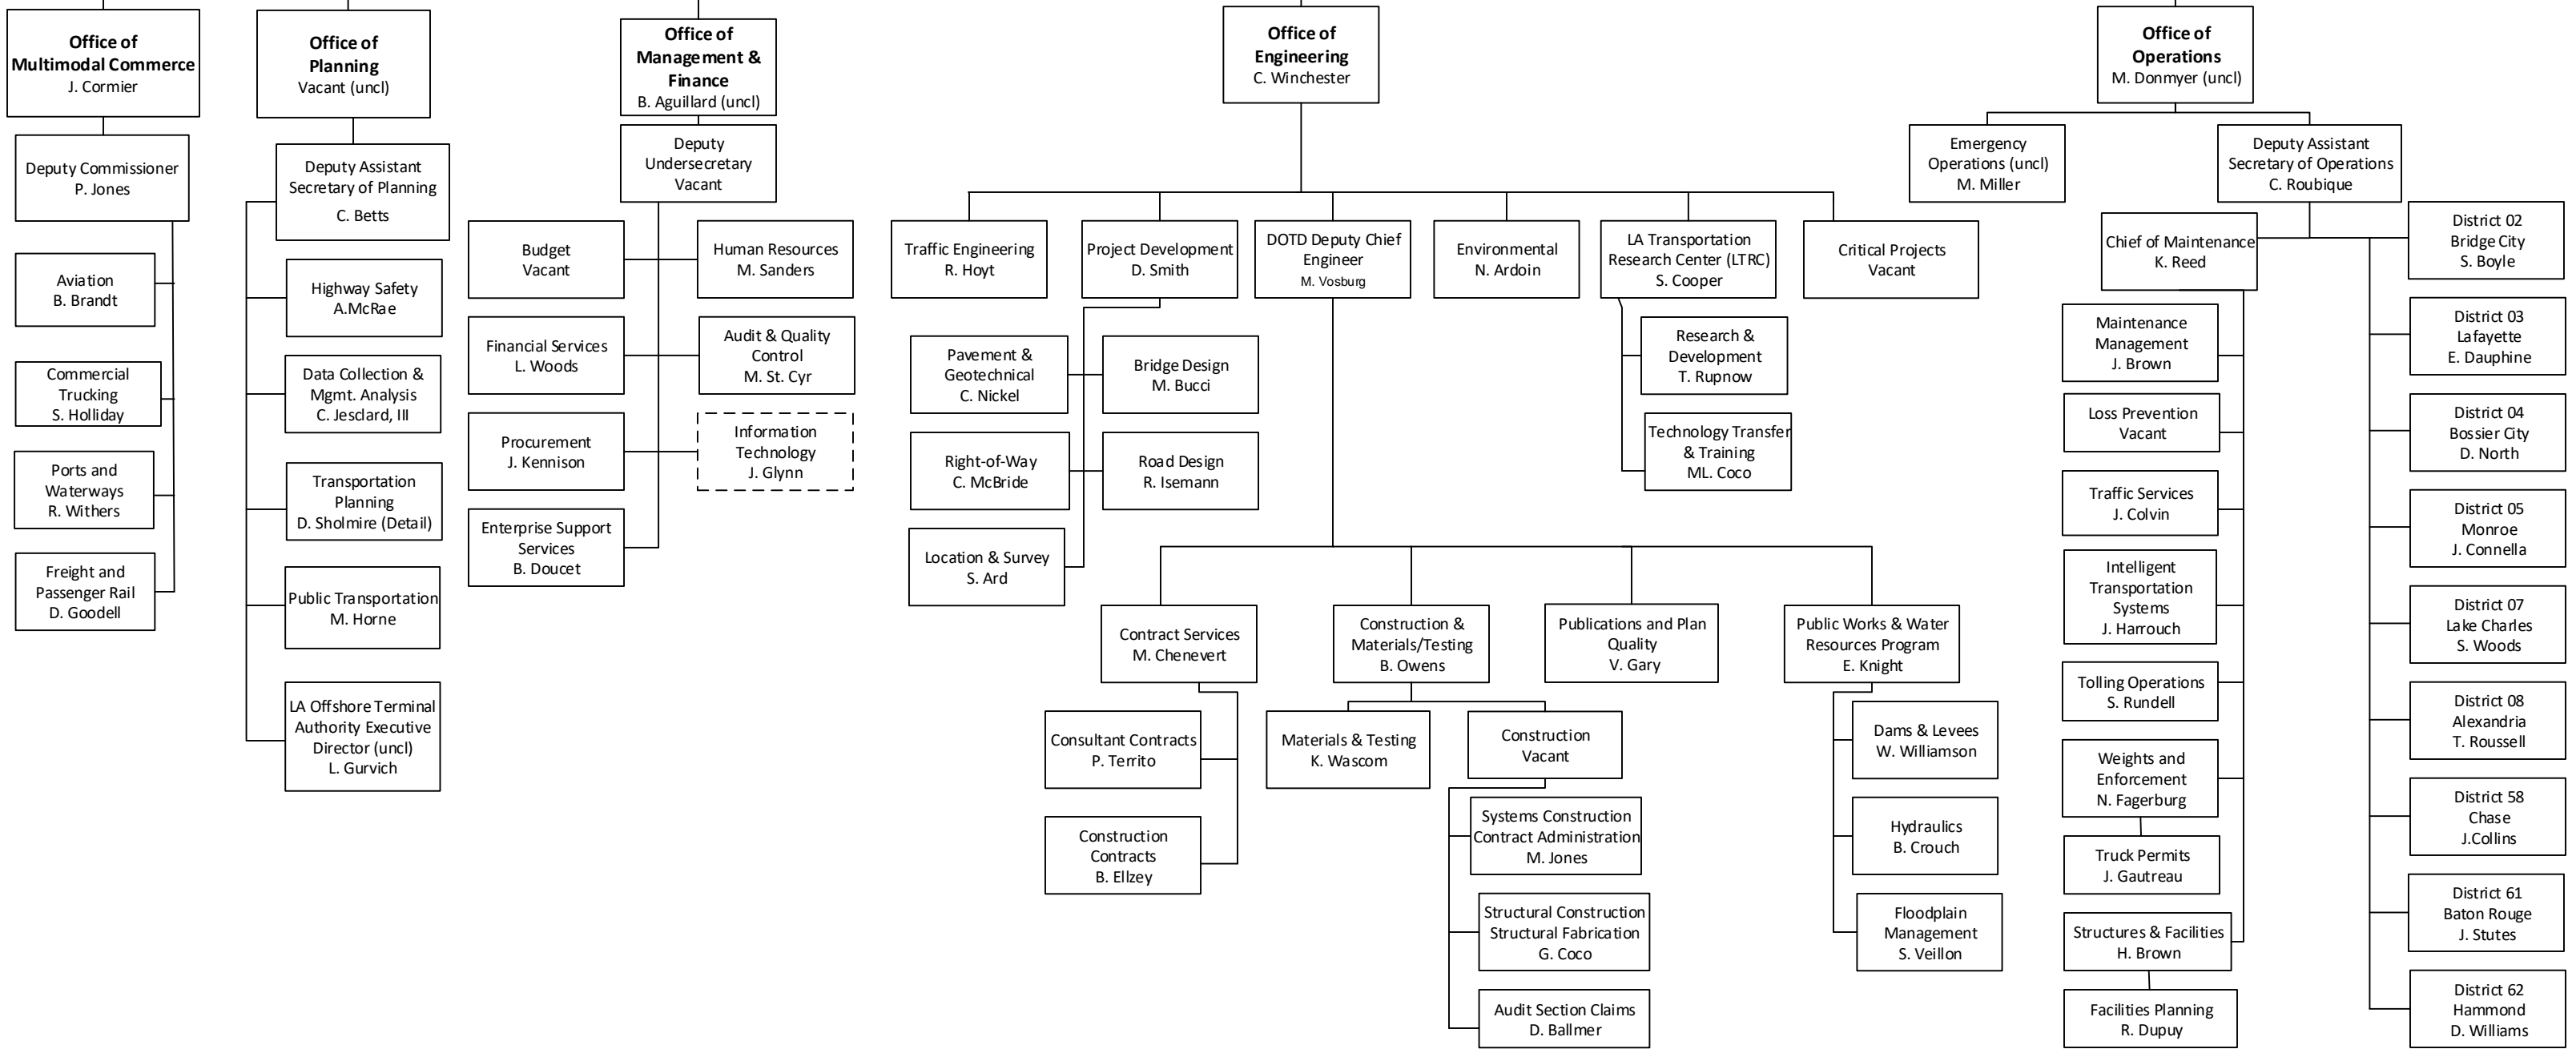 Office of
Multimodal Commerce
J. Cormier
Deputy Commissioner
P. Jones
Aviation
B. Brandt
Commercial
Trucking
S. Holliday
Ports and
Waterways
R. Withers
Freight and
Passenger Rail
D. Goodell
Office of
Planning
Vacant (uncl)
Deputy Assistant
Secretary of Planning
C. Betts
Highway Safety
A.McRae
Data Collection &
Mgmt. Analysis
C. Jesclard, III
Transportation
Planning
D. Sholmire (Detail)
Public Transportation
M. Horne
LA Offshore Terminal
Authority Executive
Director (uncl)
L. Gurvich
Office of
Management &
Finance
B. Aguillard (uncl)
Deputy
Undersecretary
Vacant
Budget
Vacant
Human Resources
M. Sanders
Financial Services
L. Woods
Audit & Quality
Control
M. St. Cyr
Procurement
J. Kennison
Information
Technology
J. Glynn
Enterprise Support
Services
B. Doucet
Office of
Engineering
C. Winchester
Traffic Engineering
R. Hoyt
Project Development
D. Smith
DOTD Deputy Chief
Engineer
M. Vosburg
Environmental
N. Ardoin
LA Transportation
Research Center (LTRC)
S. Cooper
Critical Projects
Vacant
Pavement &
Geotechnical
C. Nickel
Bridge Design
M. Bucci
Right-of-Way
C. McBride
Road Design
R. Isemann
Location & Survey
S. Ard
Research &
Development
T. Rupnow
Technology Transfer
& Training
ML. Coco
Contract Services
M. Chenevert
Construction &
Materials/Testing
B. Owens
Publications and Plan
Quality
V. Gary
Public Works & Water
Resources Program
E. Knight
Consultant Contracts
P. Territo
Construction
Contracts
B. Ellzey
Materials & Testing
K. Wascom
Construction
Vacant
Systems Construction
Contract Administration
M. Jones
Structural Construction
Structural Fabrication
G. Coco
Audit Section Claims
D. Ballmer
Dams & Levees
W. Williamson
Hydraulics
B. Crouch
Floodplain
Management
S. Veillon
Office of
Operations
M. Donmyer (uncl)
Emergency
Operations (uncl)
M. Miller
Deputy Assistant
Secretary of Operations
C. Roubique
Chief of Maintenance
K. Reed
Maintenance
Management
J. Brown
Loss Prevention
Vacant
Traffic Services
J. Colvin
Intelligent
Transportation
Systems
J. Harrouch
Tolling Operations
S. Rundell
Weights and
Enforcement
N. Fagerburg
Truck Permits
J. Gautreau
Structures & Facilities
H. Brown
Facilities Planning
R. Dupuy
District 02
Bridge City
S. Boyle
District 03
Lafayette
E. Dauphine
District 04
Bossier City
D. North
District 05
Monroe
J. Connella
District 07
Lake Charles
S. Woods
District 08
Alexandria
T. Roussell
District 58
Chase
J.Collins
District 61
Baton Rouge
J. Stutes
District 62
Hammond
D. Williams